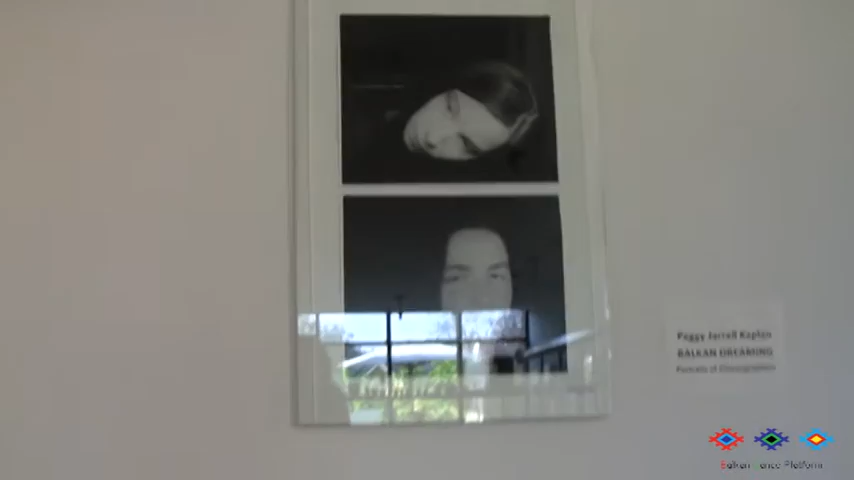 Peggy Jarrell Kaplan
BALKAN DREAMING
Portraits of Choreographers
Balkan Dance Platform